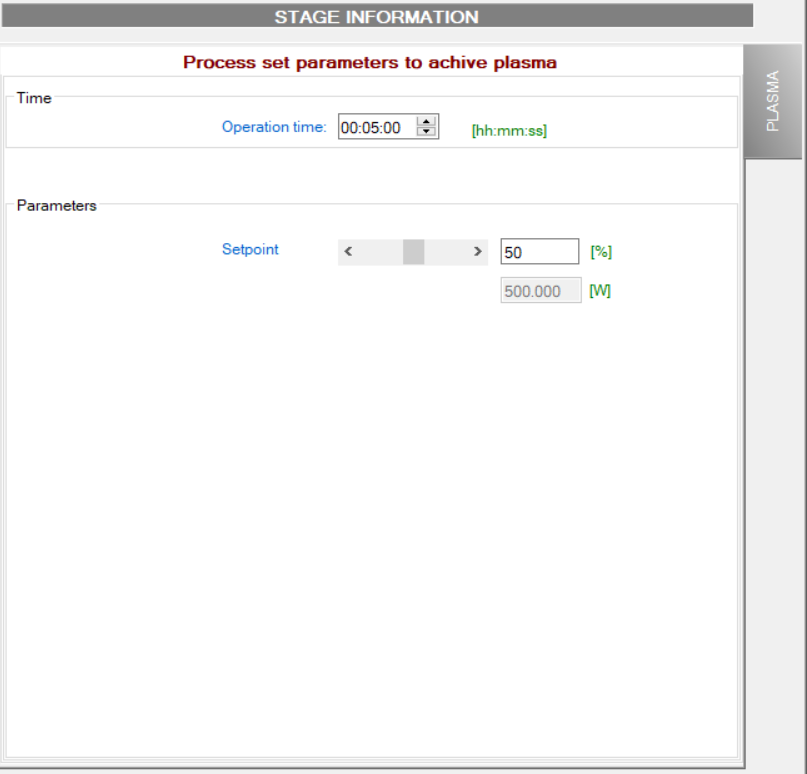 STAGE INFORMATION
Process set parameters to achive plasma
PLASMA
Time
Operation time: 00:05:00 [hh:mm:ss]
Parameters
Setpoint < > 50 [%]
500.000 [W]